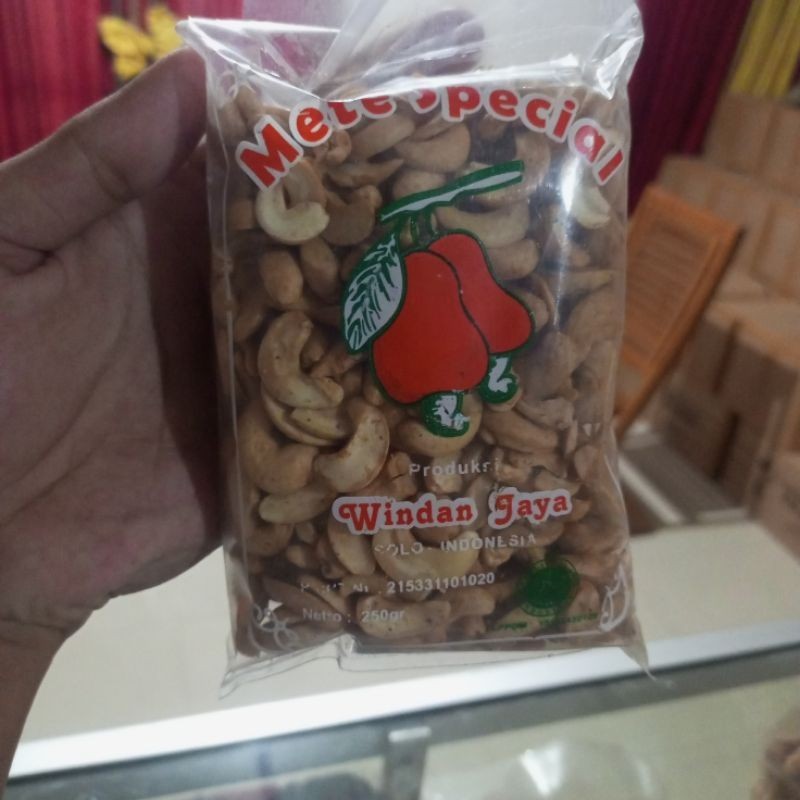 Mete Special
Produksi
Windan Jaya
SOLO - INDONESIA
215331101020
Netto : 250gr